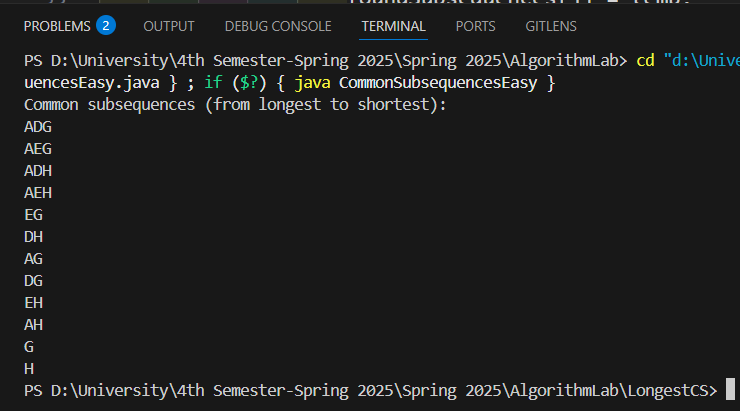 PROBLEMS 2 OUTPUT DEBUG CONSOLE TERMINAL PORTS GITLENS
PS D:\University\4th Semester-Spring 2025\Spring 2025\AlgorithmLab> cd "d:\Unive
uencesEasy.java } ; if ($?) { java CommonSubsequencesEasy }
Common subsequences (from longest to shortest):
ADG
AEG
ADH
AEH
EG
DH
AG
DG
EH
AH
G
H
PS D:\University\4th Semester-Spring 2025\Spring 2025\AlgorithmLab\LongestCS>